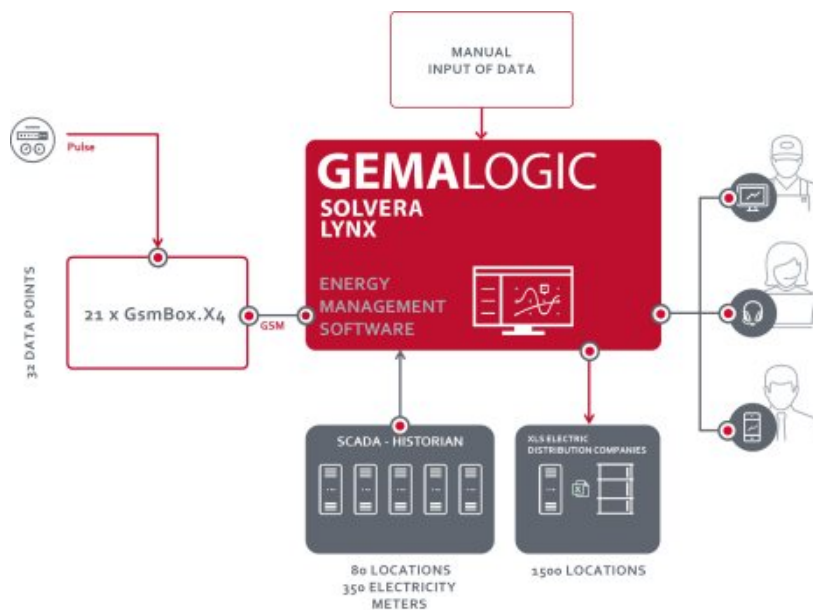 MANUAL
INPUT OF DATA
Pulse
GEMALOGIC
SOLVERA
LYNX
ENERGY
MANAGEMENT
SOFTWARE
32 DATA POINTS
21 x GsmBox.X4
GSM
SCADA - HISTORIAN
XLS ELECTRIC
DISTRIBUTION COMPANIES
X
80 LOCATIONS
350 ELECTRICITY
METERS
1500 LOCATIONS